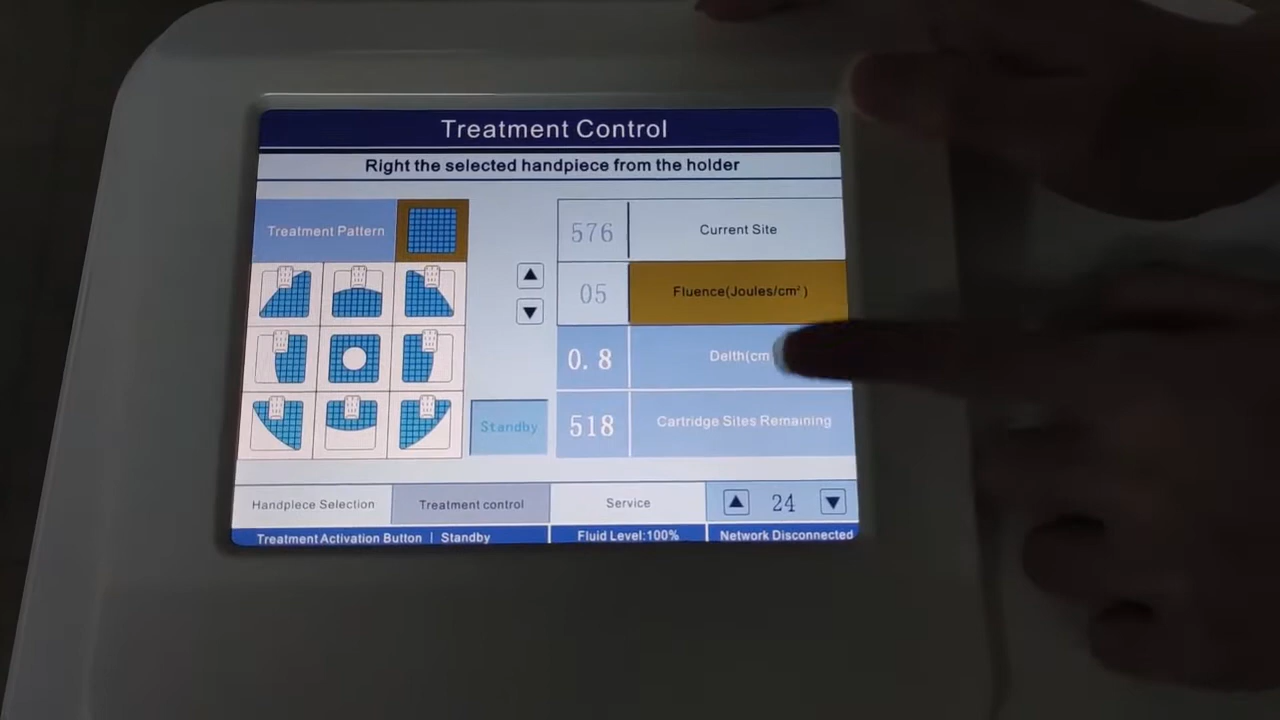 Treatment Control
Right the selected handpiece from the holder
Treatment Pattern
576 Current Site
05 Fluence(Joules/cm²)
0.8 Delth(cm
518 Cartridge Sites Remaining
Standby
Handpiece Selection Treatment control Service 24
Treatment Activation Button | Standby Fluid Level:100% Network Disconnected